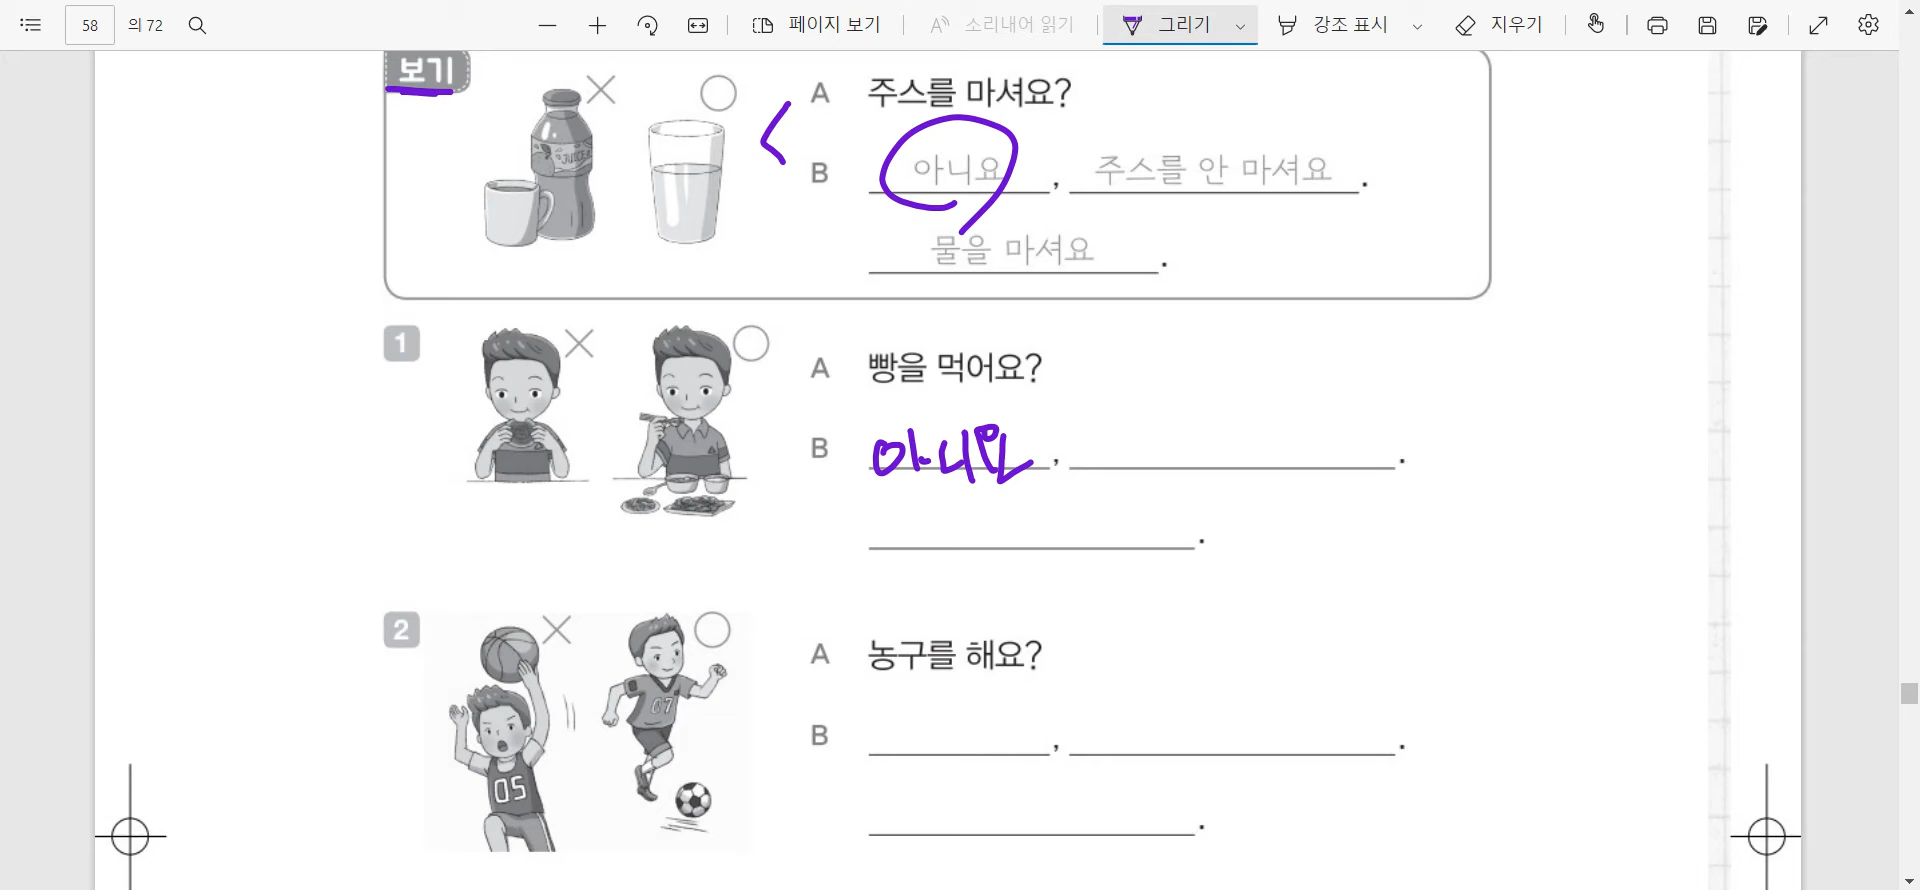 58 의 72 페이지 보기 소리내어 읽기 그리기 강조 표시 지우기
보기
JUICE
A 주스를 마셔요?
B 아니요, 주스를 안 마셔요.
물을 마셔요.
1
A 빵을 먹어요?
B 아니요, .
.
2
07
05
A 농구를 해요?
B , .
.